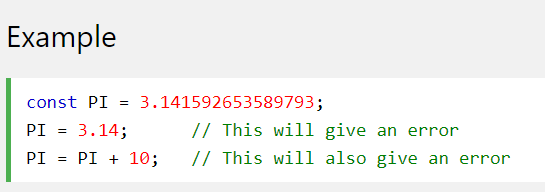 Example
const PI = 3.141592653589793;
PI = 3.14;      // This will give an error
PI = PI + 10;   // This will also give an error